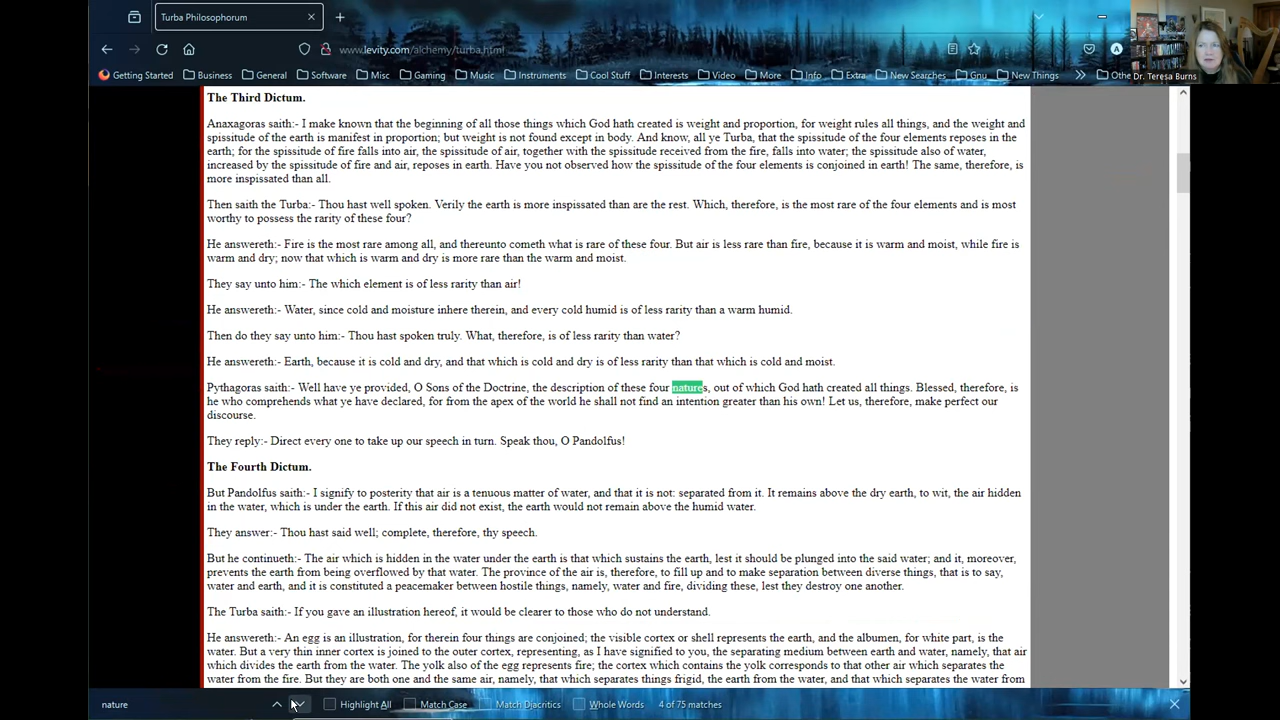 Turba Philosophorum
www.levity.com/alchemy/turba.html
Getting Started Business General Software Misc Gaming Music Instruments Cool Stuff Interests Video More Info Extra New Searches Gnu New Things Othe
Dr. Teresa Burns
The Third Dictum.
Anaxagoras saith:- I make known that the beginning of all those things which God hath created is weight and proportion, for weight rules all things, and the weight and
spissitude of the earth is manifest in proportion; but weight is not found except in body. And know, all ye Turba, that the spissitude of the four elements reposes in the
earth; for the spissitude of fire falls into air, the spissitude of air, together with the spissitude received from the fire, falls into water; the spissitude also of water,
increased by the spissitude of fire and air, reposes in earth. Have you not observed how the spissitude of the four elements is conjoined in earth! The same, therefore, is
more inspissated than all.
Then saith the Turba:- Thou hast well spoken. Verily the earth is more inspissated than are the rest. Which, therefore, is the most rare of the four elements and is most
worthy to possess the rarity of these four?
He answereth:- Fire is the most rare among all, and thereunto cometh what is rare of these four. But air is less rare than fire, because it is warm and moist, while fire is
warm and dry; now that which is warm and dry is more rare than the warm and moist.
They say unto him:- The which element is of less rarity than air!
He answereth:- Water, since cold and moisture inhere therein, and every cold humid is of less rarity than a warm humid.
Then do they say unto him:- Thou hast spoken truly. What, therefore, is of less rarity than water?
He answereth:- Earth, because it is cold and dry, and that which is cold and dry is of less rarity than that which is cold and moist.
Pythagoras saith:- Well have ye provided, O Sons of the Doctrine, the description of these four natures, out of which God hath created all things. Blessed, therefore, is
he who comprehends what ye have declared, for from the apex of the world he shall not find an intention greater than his own! Let us, therefore, make perfect our
discourse.
They reply:- Direct every one to take up our speech in turn. Speak thou, O Pandolfus!
The Fourth Dictum.
But Pandolfus saith:- I signify to posterity that air is a tenuous matter of water, and that it is not: separated from it. It remains above the dry earth, to wit, the air hidden
in the water, which is under the earth. If this air did not exist, the earth would not remain above the humid water.
They answer:- Thou hast said well; complete, therefore, thy speech.
But he continueth:- The air which is hidden in the water under the earth is that which sustains the earth, lest it should be plunged into the said water; and it, moreover,
prevents the earth from being overflowed by that water. The province of the air is, therefore, to fill up and to make separation between diverse things, that is to say,
water and earth, and it is constituted a peacemaker between hostile things, namely, water and fire, dividing these, lest they destroy one another.
The Turba saith:- If you gave an illustration hereof, it would be clearer to those who do not understand.
He answereth:- An egg is an illustration, for therein four things are conjoined; the visible cortex or shell represents the earth, and the albumen, for white part, is the
water. But a very thin inner cortex is joined to the outer cortex, representing, as I have signified to you, the separating medium between earth and water, namely, that air
which divides the earth from the water. The yolk also of the egg represents fire; the cortex which contains the yolk corresponds to that other air which separates the
water from the fire. But they are both one and the same air, namely, that which separates things frigid, the earth from the water, and that which separates the water from
nature Highlight All Match Case Match Diacritics Whole Words 4 of 75 matches